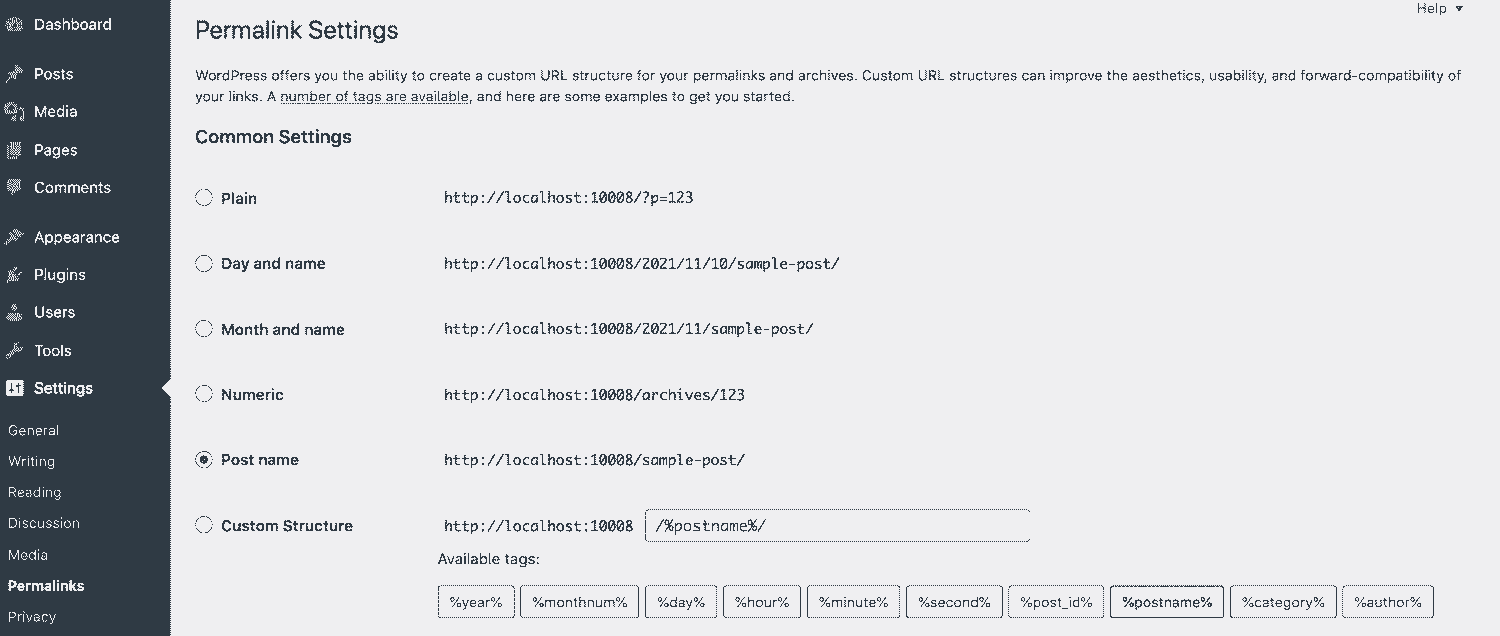 Help
Dashboard
Posts
Media
Pages
Comments
Appearance
Plugins
Users
Tools
Settings
General
Writing
Reading
Discussion
Media
Permalinks
Privacy
Permalink Settings
WordPress offers you the ability to create a custom URL structure for your permalinks and archives. Custom URL structures can improve the aesthetics, usability, and forward-compatibility of
your links. A number of tags are available, and here are some examples to get you started.
Common Settings
Plain http://localhost:10008/?p=123
Day and name http://localhost:10008/2021/11/10/sample-post/
Month and name http://localhost:10008/2021/11/sample-post/
Numeric http://localhost:10008/archives/123
Post name http://localhost:10008/sample-post/
Custom Structure http://localhost:10008 /%postname%/
Available tags:
%year% %monthnum% %day% %hour% %minute% %second% %post_id% %postname% %category% %author%